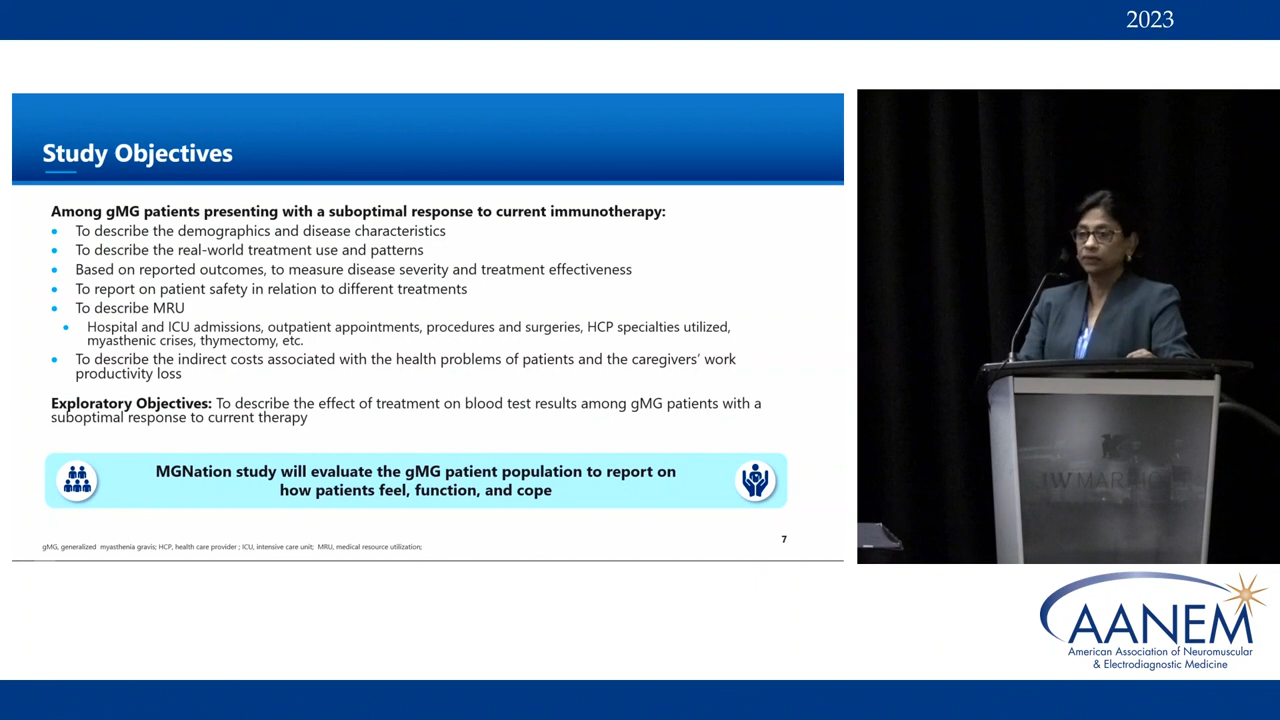 2023
Study Objectives
Among gMG patients presenting with a suboptimal response to current immunotherapy:
• To describe the demographics and disease characteristics
• To describe the real-world treatment use and patterns
• Based on reported outcomes, to measure disease severity and treatment effectiveness
• To report on patient safety in relation to different treatments
• To describe MRU
• Hospital and ICU admissions, outpatient appointments, procedures and surgeries, HCP specialties utilized,
myasthenic crises, thymectomy, etc.
• To describe the indirect costs associated with the health problems of patients and the caregivers’ work
productivity loss
Exploratory Objectives: To describe the effect of treatment on blood test results among gMG patients with a
suboptimal response to current therapy
MGNation study will evaluate the gMG patient population to report on
how patients feel, function, and cope
7
gMG, generalized myasthenia gravis; HCP, health care provider ; ICU, intensive care unit; MRU, medical resource utilization;
JW
AANEM
American Association of Neuromuscular
& Electrodiagnostic Medicine